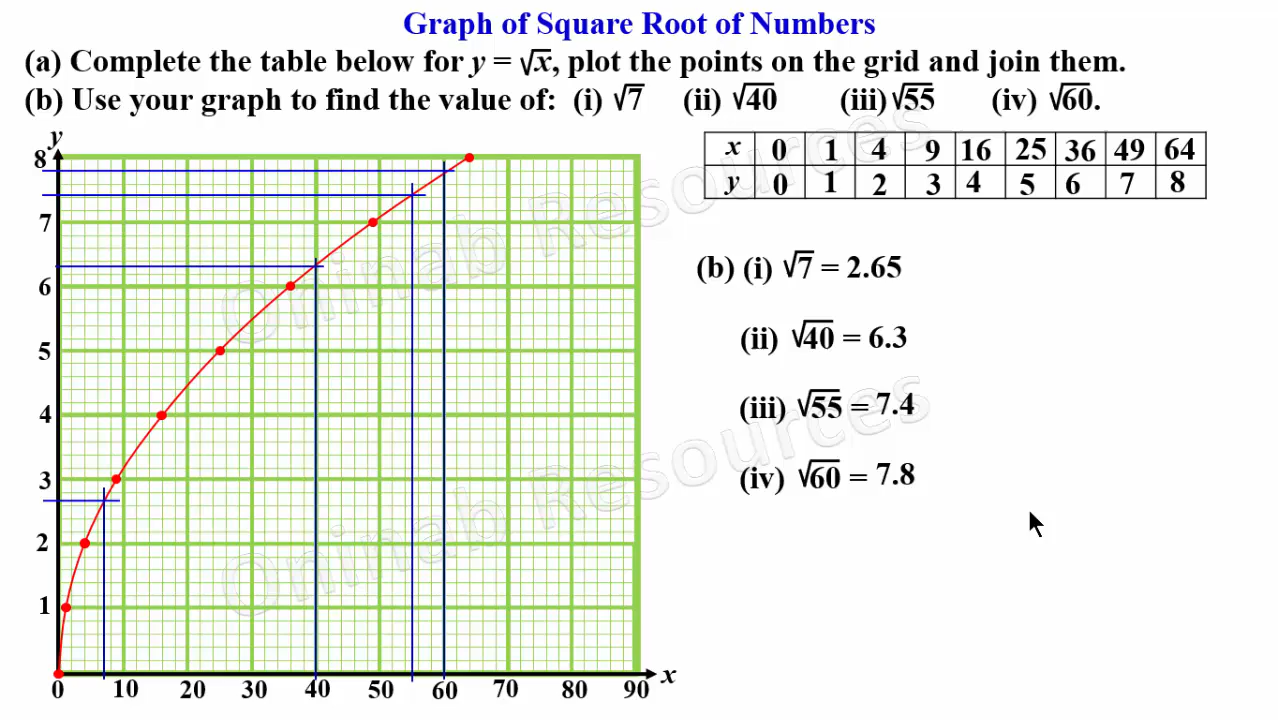 Graph of Square Root of Numbers
(a) Complete the table below for y = √x, plot the points on the grid and join them.
(b) Use your graph to find the value of: (i) √7 (ii) √40 (iii) √55 (iv) √60.
x 0 1 4 9 16 25 36 49 64
y 0 1 2 3 4 5 6 7 8
(b) (i) √7 = 2.65
(ii) √40 = 6.3
(iii) √55 = 7.4
(iv) √60 = 7.8
y
8
7
6
5
4
3
2
1
0 10 20 30 40 50 60 70 80 90 x
Oninab Resources
Oninab Resources